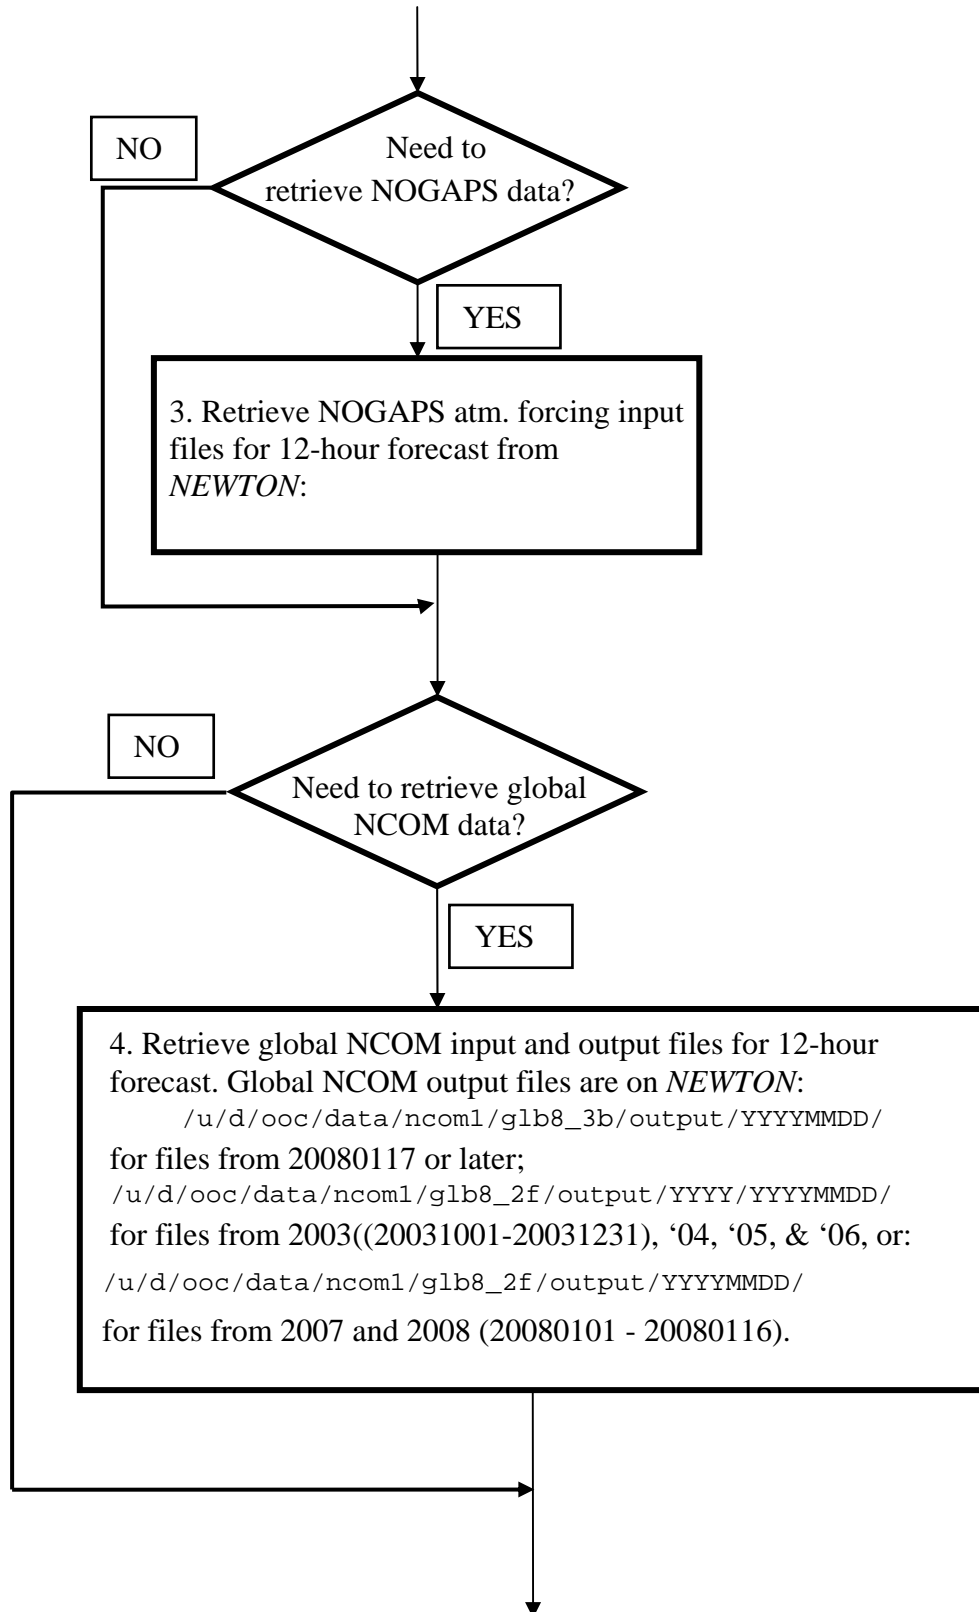 NO
Need to
retrieve NOGAPS data?
YES
3. Retrieve NOGAPS atm. forcing input
files for 12-hour forecast from
NEWTON:
NO
Need to retrieve global
NCOM data?
YES
4. Retrieve global NCOM input and output files for 12-hour
forecast. Global NCOM output files are on NEWTON:
/u/d/ooc/data/ncom1/glb8_3b/output/YYYYMMDD/
for files from 20080117 or later;
/u/d/ooc/data/ncom1/glb8_2f/output/YYYY/YYYYMMDD/
for files from 2003((20031001-20031231), ‘04, ‘05, & ‘06, or:
/u/d/ooc/data/ncom1/glb8_2f/output/YYYYMMDD/
for files from 2007 and 2008 (20080101 - 20080116).